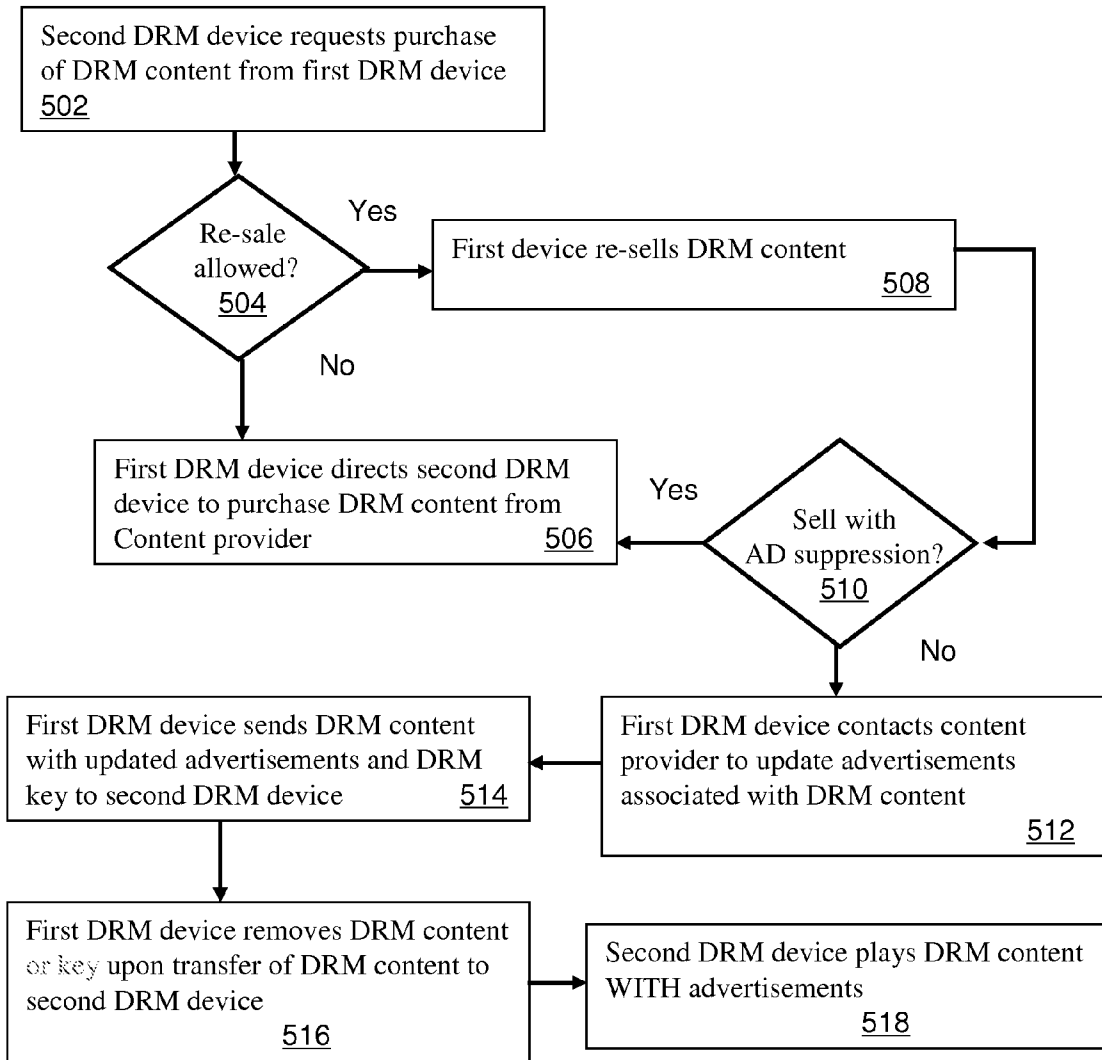 Second DRM device requests purchase
of DRM content from first DRM device
502
Re-sale
allowed?
504
Yes
No
First device re-sells DRM content
508
First DRM device directs second DRM
device to purchase DRM content from
Content provider
506
Yes
Sell with
AD suppression?
510
No
First DRM device contacts content
provider to update advertisements
associated with DRM content
512
First DRM device sends DRM content
with updated advertisements and DRM
key to second DRM device
514
First DRM device removes DRM content
or key upon transfer of DRM content to
second DRM device
516
Second DRM device plays DRM content
WITH advertisements
518